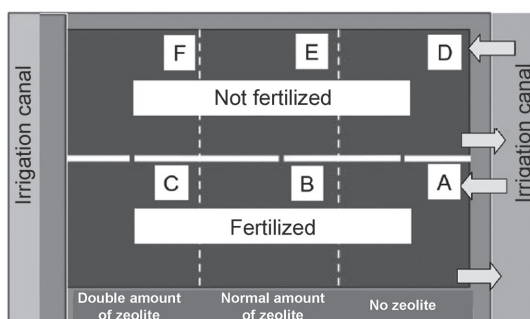 F
E
D
Not fertilized
Irrigation canal
Irrigation canal
C
B
A
Fertilized
Double amount
of zeolite
Normal amount
of zeolite
No zeolite